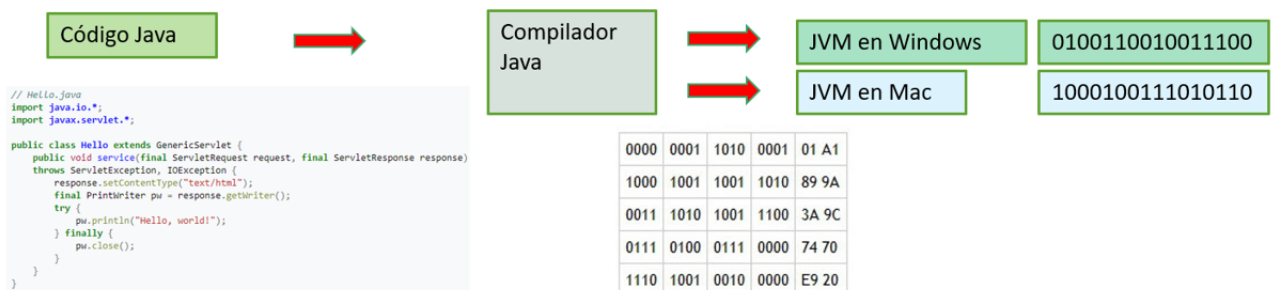 Código Java
Compilador
Java
JVM en Windows
0100110010011100
JVM en Mac
1000100111010110
// Hello.java
import java.io.*;
import javax.servlet.*;
public class Hello extends GenericServlet {
public void service(final ServletRequest request, final ServletResponse response)
throws ServletException, IOException {
response.setContentType("text/html");
final PrintWriter pw = response.getWriter();
try {
pw.println("Hello, world!");
} finally {
pw.close();
}
}
}
0000 0001 1010 0001 01 A1
1000 1001 1001 1010 89 9A
0011 1010 1001 1100 3A 9C
0111 0100 0111 0000 74 70
1110 1001 0010 0000 E9 20